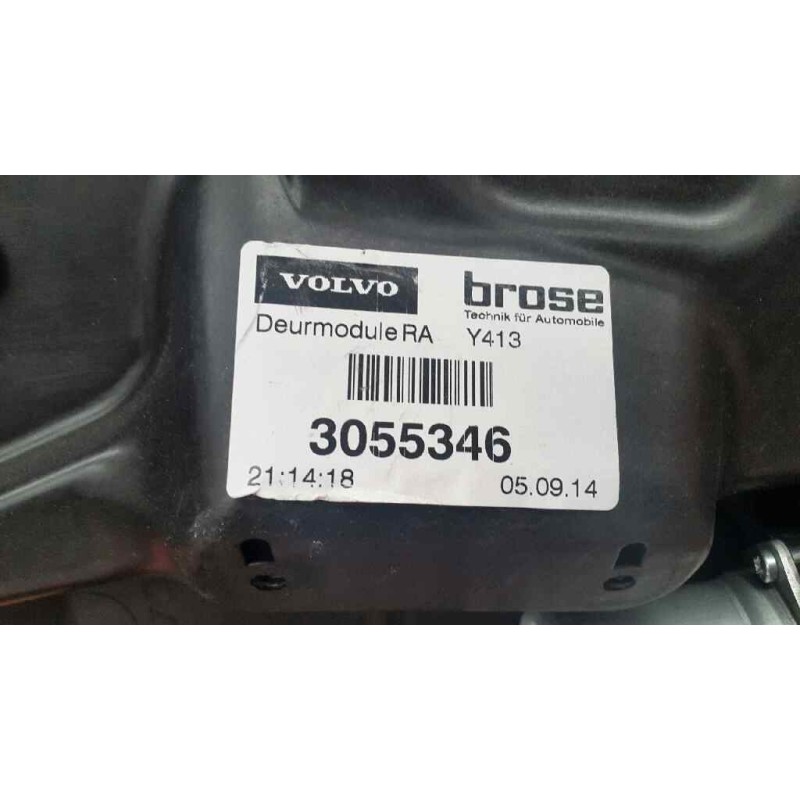 VOLVO brose
Technik für Automobile
Deurmodule RA Y413
3055346
21:14:18 05.09.14